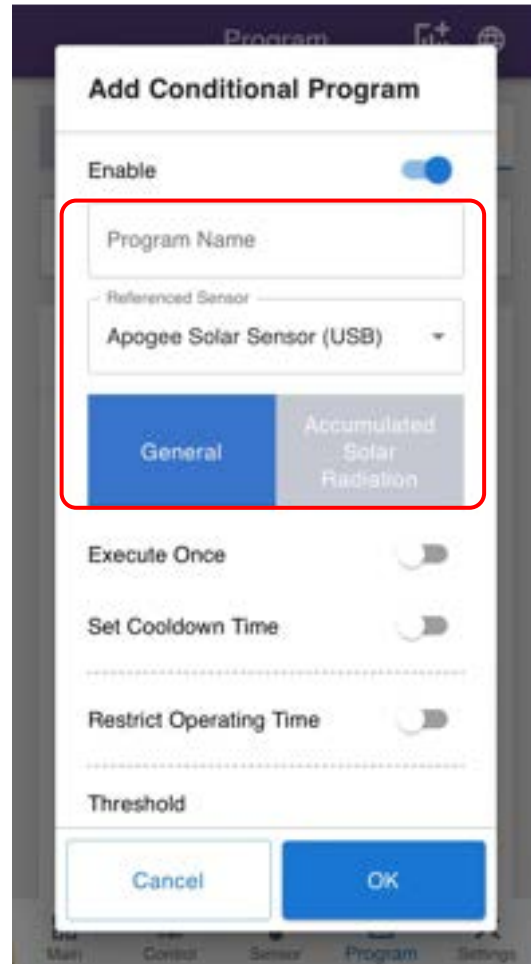 Program
Add Conditional Program
Enable
Program Name
Referenced Sensor
Apogee Solar Sensor (USB)
General
Accumulated
Solar
Radiation
Execute Once
Set Cooldown Time
Restrict Operating Time
Threshold
Cancel
OK
Main Control Sensor Program Settings